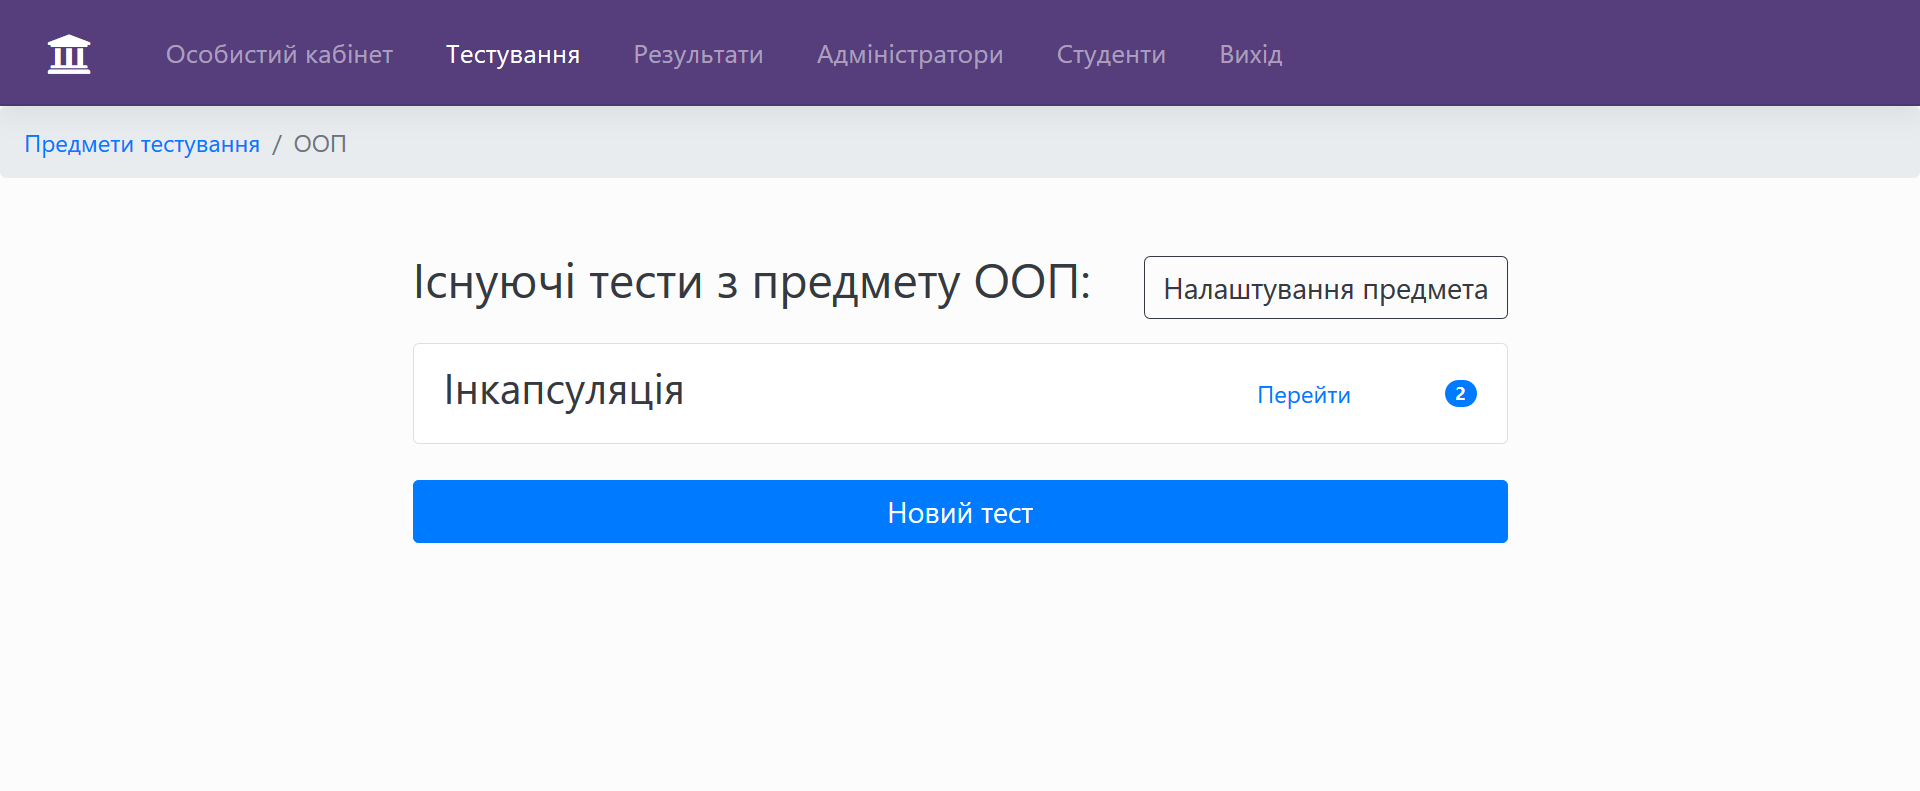 Особистий кабінет Тестування Результати Адміністратори Студенти Вихід
Предмети тестування / ООП
Існуючі тести з предмету ООП: Налаштування предмета
Інкапсуляція Перейти 2
Новий тест